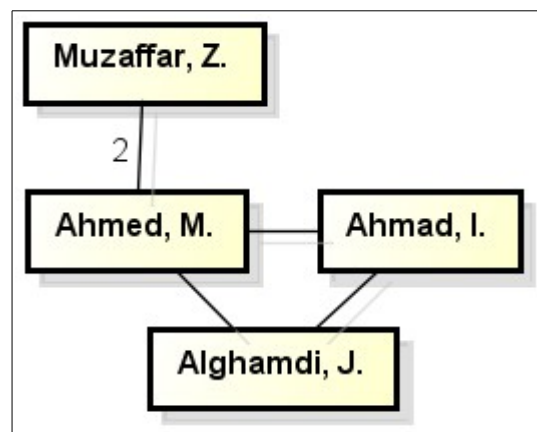 Muzaffar, Z.
2
Ahmed, M.
Ahmad, I.
Alghamdi, J.